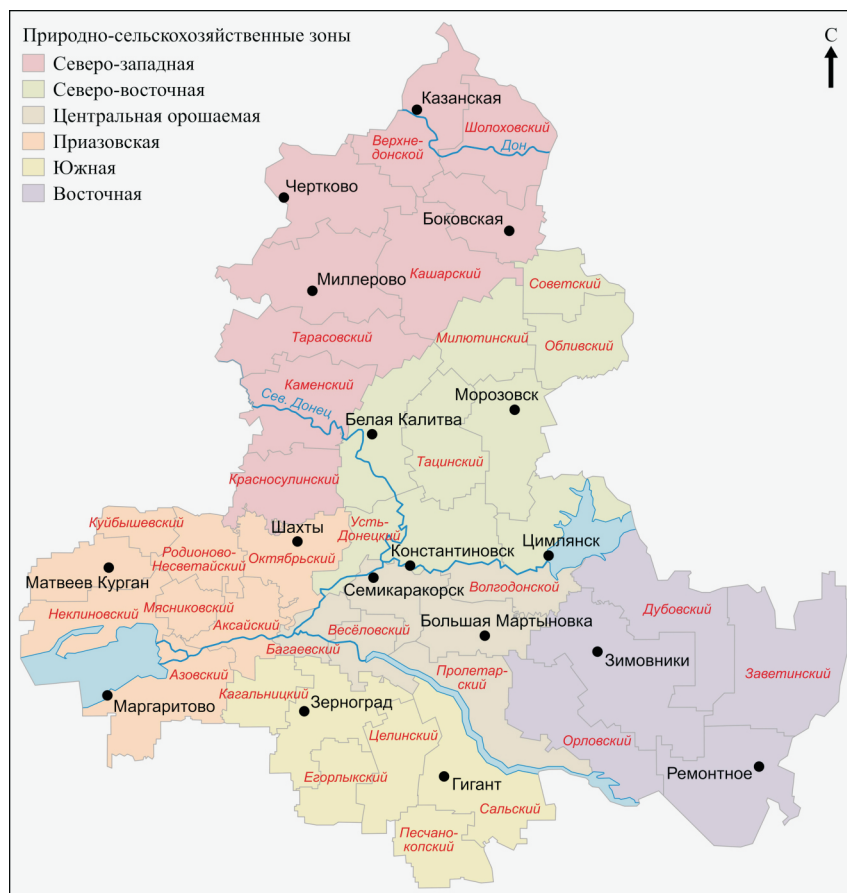 Природно-сельскохозяйственные зоны
Северо-западная
Северо-восточная
Центральная орошаемая
Приазовская
Южная
Восточная
С
Казанская
Шолоховский
Верхне-
донской
Дон
Чертково
Боковская
Кашарский
Миллерово
Советский
Тарасовский
Милютинский
Обливский
Каменский
Сев. Донец
Морозовск
Белая Калитва
Тацинский
Красносулинский
Куйбышевский
Шахты
Усть-
Донецкий
Родионово-
Несветайский
Октябрьский
Константиновск
Цимлянск
Матвеев Курган
Семикаракорск
Волгодонской
Неклиновский
Мясниковский
Аксайский
Весёловский
Большая Мартыновка
Дубовский
Багаевский
Зимовники
Азовский
Пролетар-
ский
Заветинский
Кагальницкий
Маргаритово
Зерноград
Целинский
Орловский
Егорлыкский
Гигант
Ремонтное
Сальский
Песчано-
копский